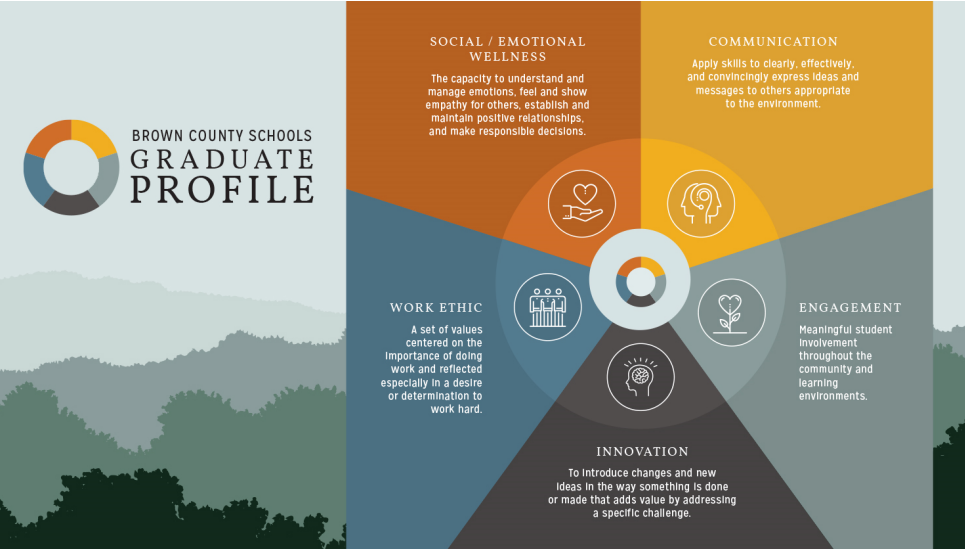 BROWN COUNTY SCHOOLS
GRADUATE
PROFILE
SOCIAL / EMOTIONAL
WELLNESS
The capacity to understand and
manage emotions, feel and show
empathy for others, establish and
maintain positive relationships,
and make responsible decisions.
COMMUNICATION
Apply skills to clearly, effectively,
and convincingly express ideas and
messages to others appropriate
to the environment.
WORK ETHIC
A set of values
centered on the
importance of doing
work and reflected
especially in a desire
or determination to
work hard.
ENGAGEMENT
Meaningful student
involvement
throughout the
community and
learning
environments.
INNOVATION
To introduce changes and new
ideas in the way something is done
or made that adds value by addressing
a specific challenge.